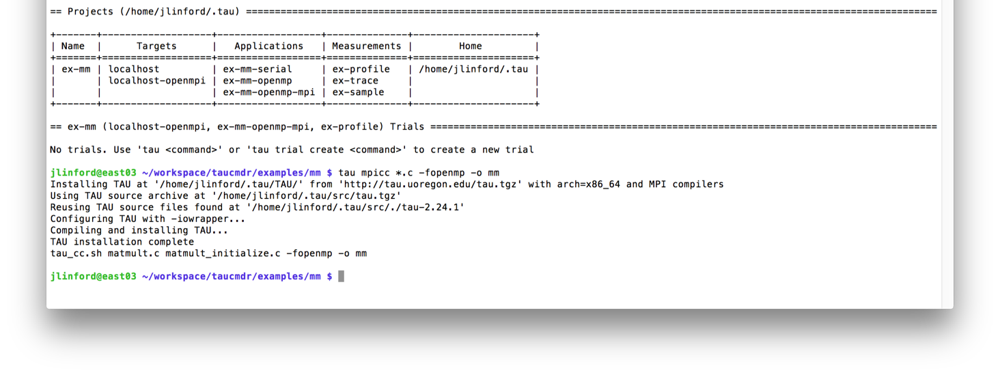 == Projects (/home/jlinford/.tau) ========================================================================================================================
+-------+-------------------+------------------+--------------+---------------------+
| Name  |      Targets      |   Applications   | Measurements |        Home         |
+=======+===================+==================+==============+=====================+
| ex-mm | localhost         | ex-mm-serial     | ex-profile   | /home/jlinford/.tau |
|       | localhost-openmpi | ex-mm-openmp     | ex-trace     |                     |
|       |                   | ex-mm-openmp-mpi | ex-sample    |                     |
+-------+-------------------+------------------+--------------+---------------------+
== ex-mm (localhost-openmpi, ex-mm-openmp-mpi, ex-profile) Trials ========================================================================================
No trials. Use 'tau <command>' or 'tau trial create <command>' to create a new trial
jlinford@east03 ~/workspace/taucmdr/examples/mm $ tau mpicc *.c -fopenmp -o mm
Installing TAU at '/home/jlinford/.tau/TAU/' from 'http://tau.uoregon.edu/tau.tgz' with arch=x86_64 and MPI compilers
Using TAU source archive at '/home/jlinford/.tau/src/tau.tgz'
Reusing TAU source files found at '/home/jlinford/.tau/src/./tau-2.24.1'
Configuring TAU with -iowrapper...
Compiling and installing TAU...
TAU installation complete
tau_cc.sh matmult.c matmult_initialize.c -fopenmp -o mm
jlinford@east03 ~/workspace/taucmdr/examples/mm $